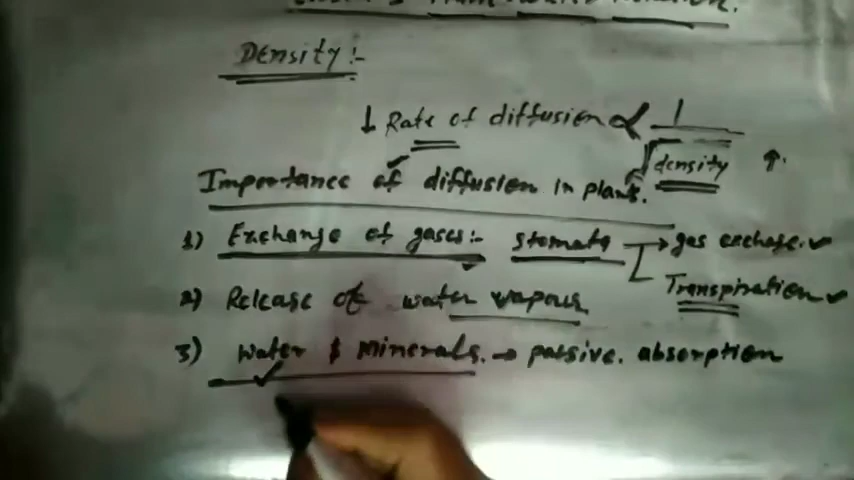 Density :-
↓ Rate of diffusion ∝ 1 / √density ↑.
Importance of diffusion in plants.
1) Exchange of gases:- Stomata → gas exchage. ✓
Transpiration ✓
2) Release of water vapour
3) Water & Minerals. → passive. absorption